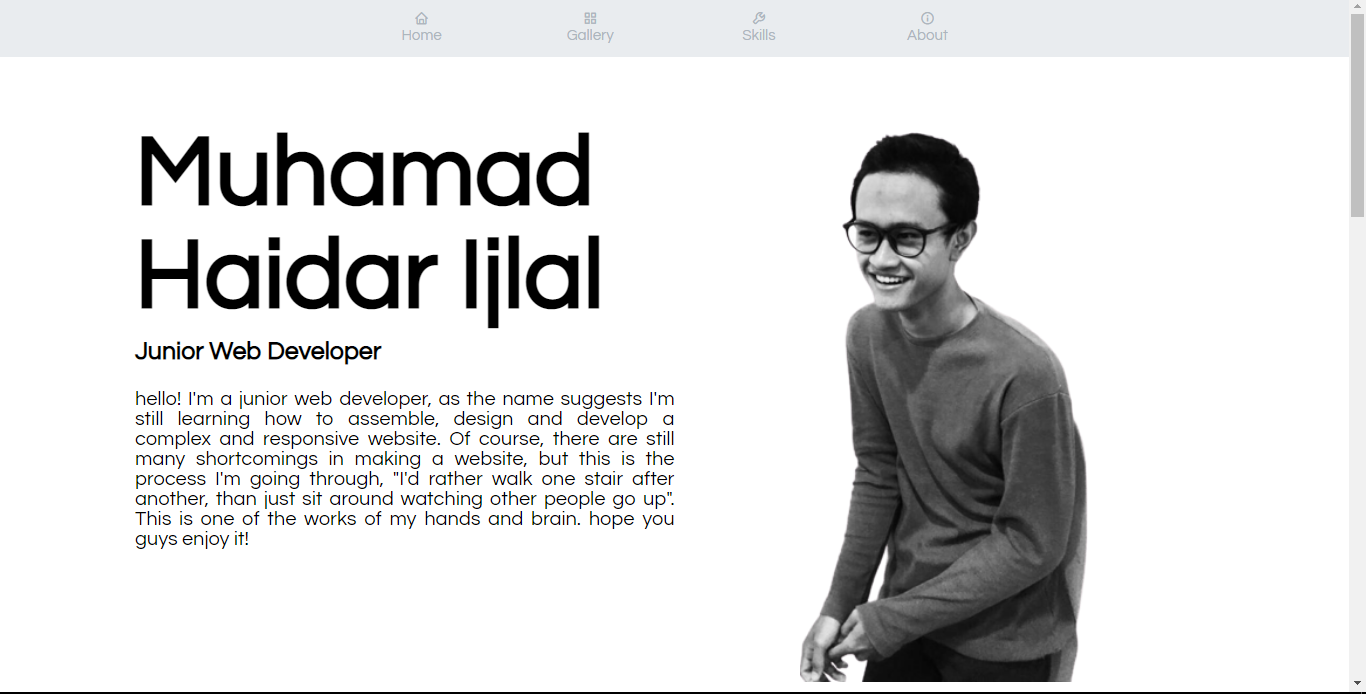 Home Gallery Skills About
Muhamad
Haidar Ijlal
Junior Web Developer
hello! I'm a junior web developer, as the name suggests I'm
still learning how to assemble, design and develop a
complex and responsive website. Of course, there are still
many shortcomings in making a website, but this is the
process I'm going through, "I'd rather walk one stair after
another, than just sit around watching other people go up".
This is one of the works of my hands and brain. hope you
guys enjoy it!